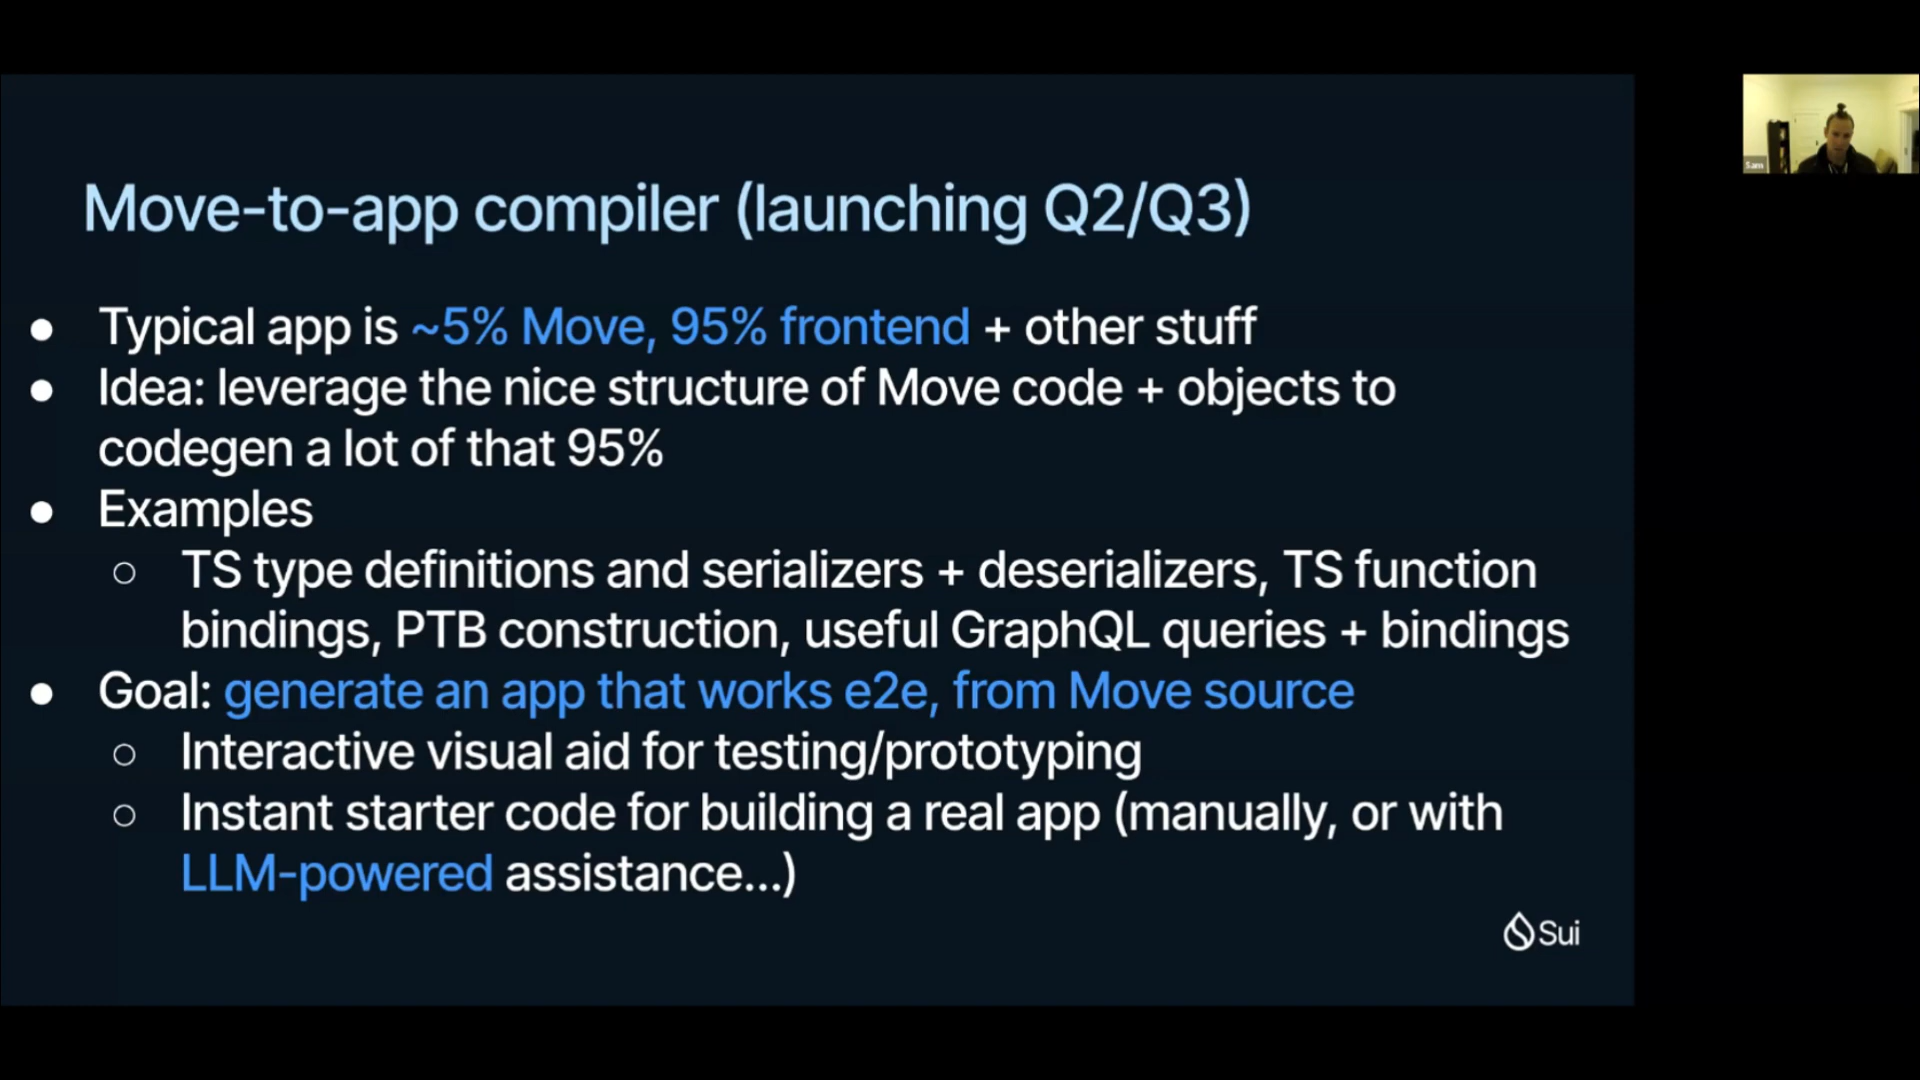 Move-to-app compiler (launching Q2/Q3)
● Typical app is ~5% Move, 95% frontend + other stuff
● Idea: leverage the nice structure of Move code + objects to
codegen a lot of that 95%
● Examples
○ TS type definitions and serializers + deserializers, TS function
bindings, PTB construction, useful GraphQL queries + bindings
● Goal: generate an app that works e2e, from Move source
○ Interactive visual aid for testing/prototyping
○ Instant starter code for building a real app (manually, or with
LLM-powered assistance...)
Sui
Sam